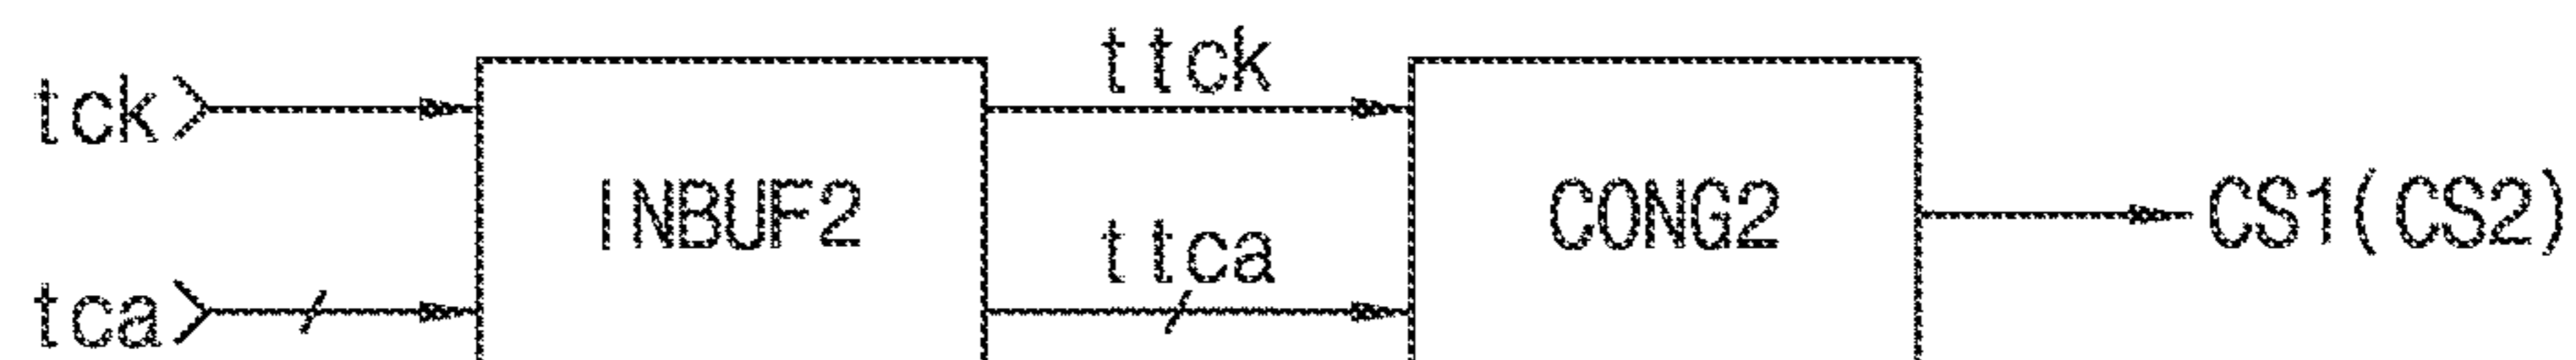 ttck
tck
INBUF2
CONG2
CS1(CS2)
ttca
tca